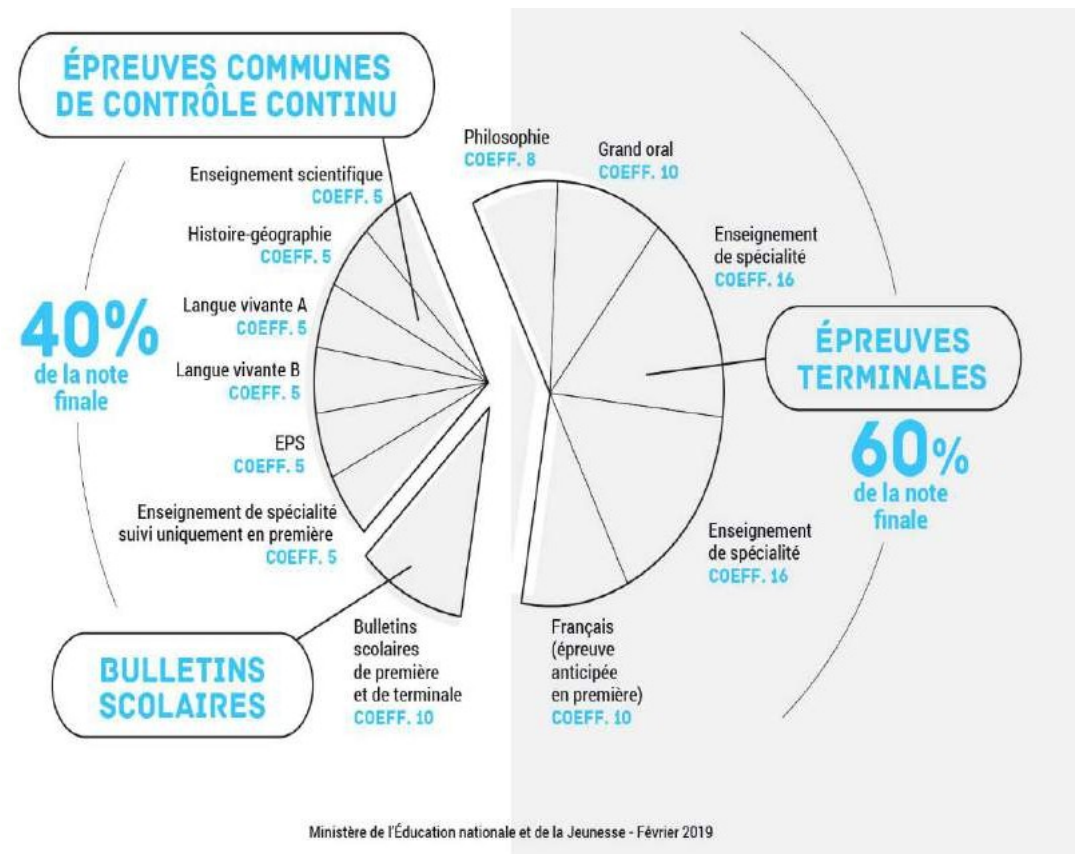 ÉPREUVES COMMUNES
DE CONTRÔLE CONTINU
Enseignement scientifique
COEFF. 5
Histoire-géographie
COEFF. 5
Langue vivante A
COEFF. 5
Langue vivante B
COEFF. 5
EPS
COEFF. 5
Enseignement de spécialité
suivi uniquement en première
COEFF. 5
40%
de la note
finale
BULLETINS
SCOLAIRES
Bulletins
scolaires
de première
et de terminale
COEFF. 10
Philosophie
COEFF. 8
Grand oral
COEFF. 10
Enseignement
de spécialité
COEFF. 16
ÉPREUVES
TERMINALES
60%
de la note
finale
Enseignement
de spécialité
COEFF. 16
Français
(épreuve
anticipée
en première)
COEFF. 10
Ministère de l'Éducation nationale et de la Jeunesse - Février 2019